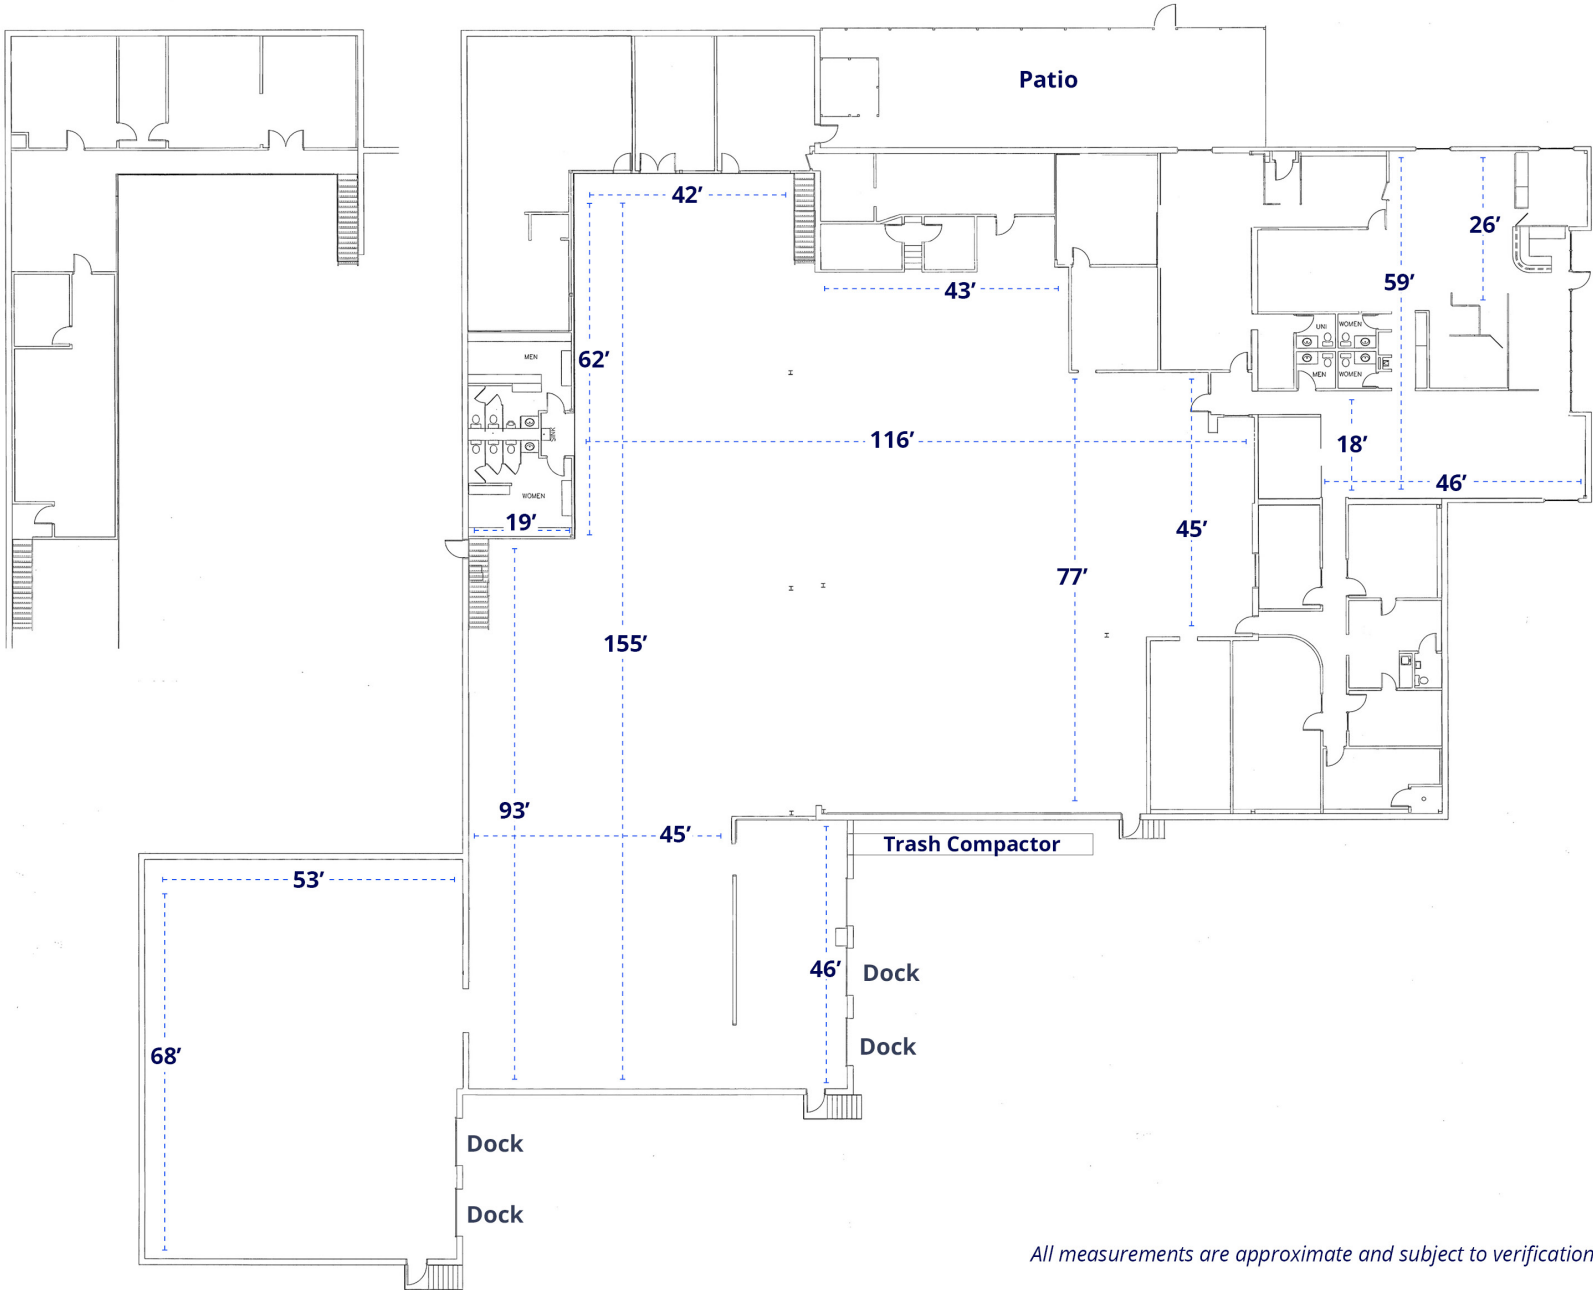 Patio
42’
26’
59’
43’
UNI
WOMEN
MEN
62’
MEN
WOMEN
116’
SINK
18’
46’
WOMEN
19’
45’
77’
155’
93’
45’
Trash Compactor
53’
46’
Dock
Dock
68’
Dock
Dock
All measurements are approximate and subject to verification